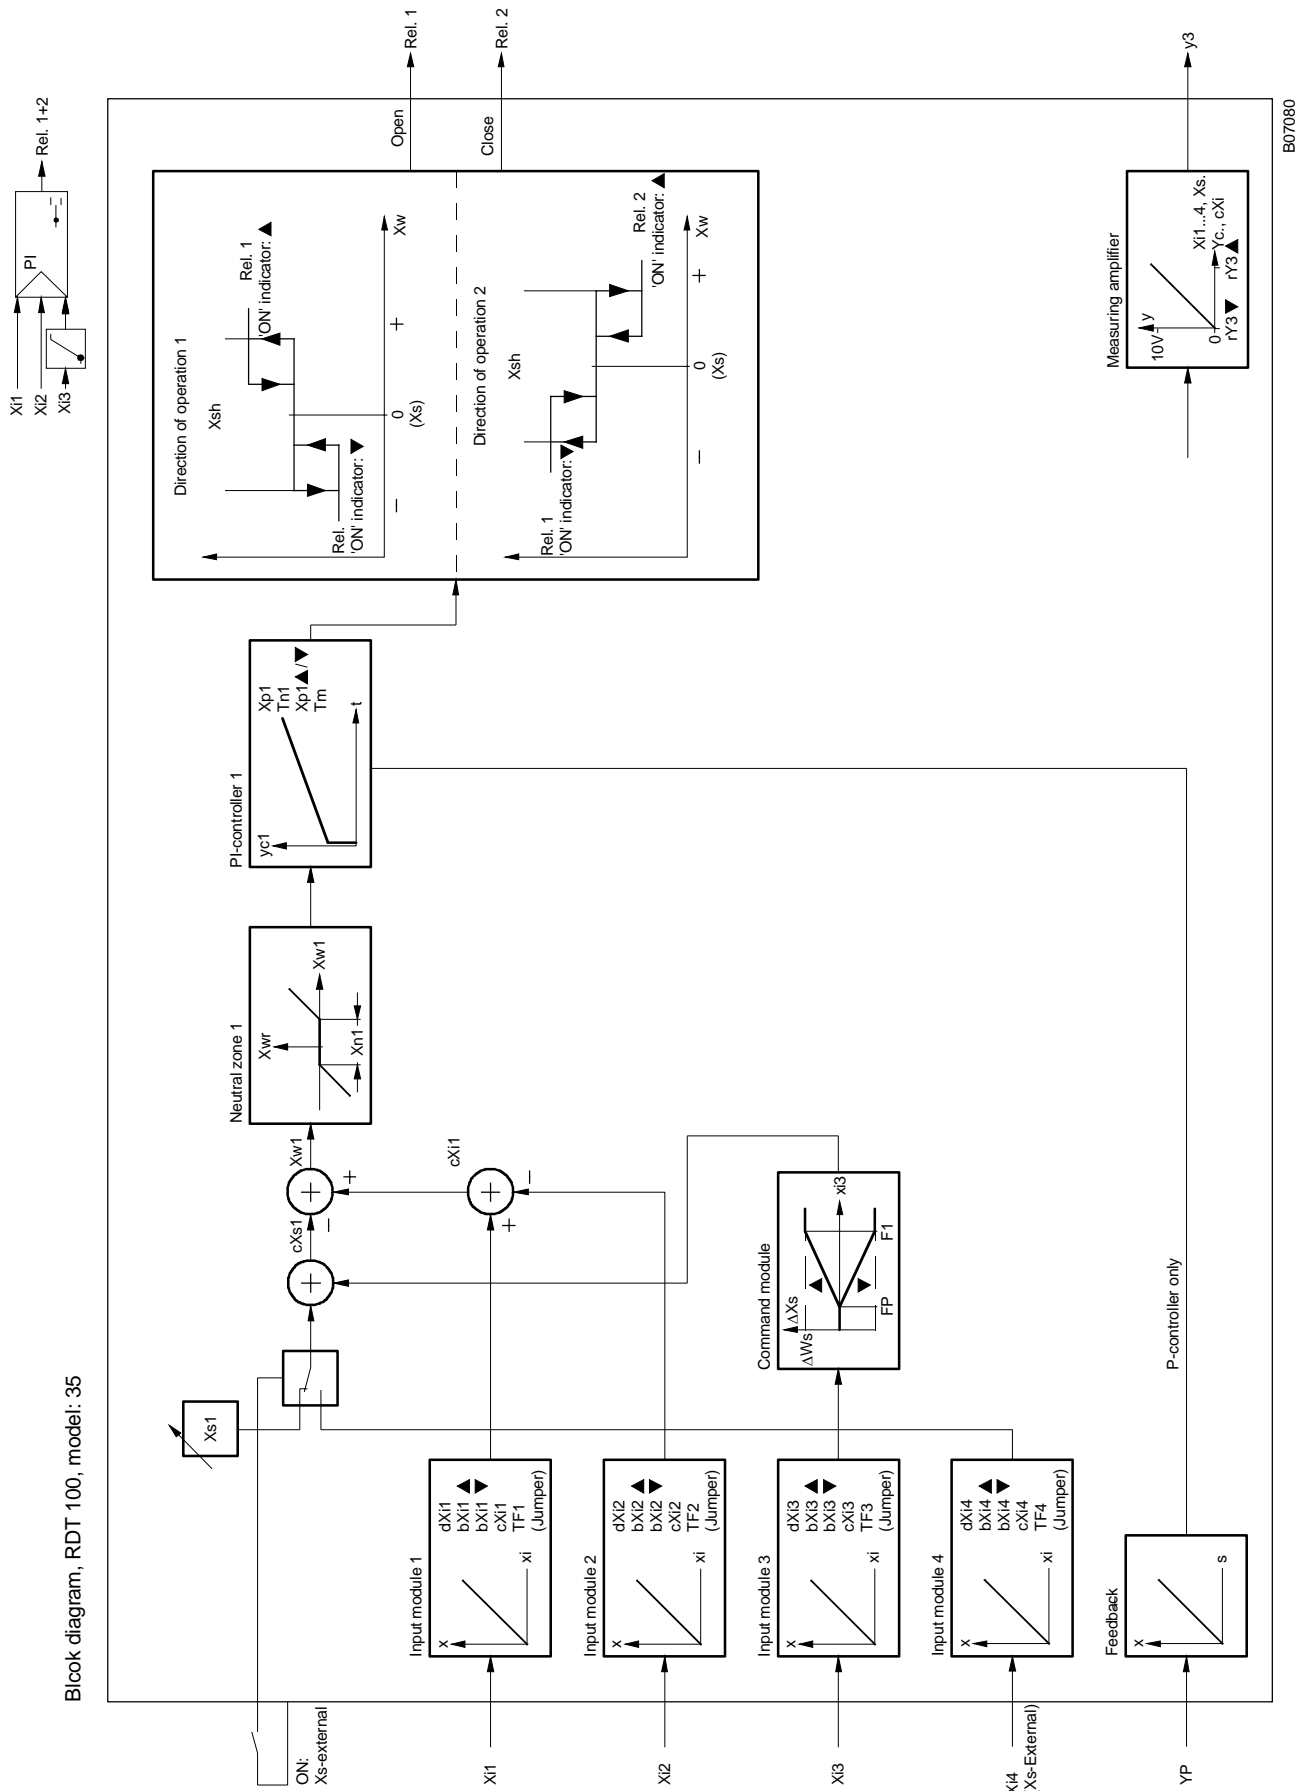 Blcok diagram, RDT 100, model: 35
Xi1
Xi2
Xi3
PI
Rel. 1+2
ON:
Xs-external
Xs1
cXs1
Xw1
+
+
−
+
Neutral zone 1
Xwr
Xw1
Xn1
PI-controller 1
yc1
t
Xp1
Tn1
Xp1▲/▼
Tm
Direction of operation 1
Xsh
Rel.
'ON' indicator: ▼
Rel. 1
'ON' indicator: ▲
−
0
(Xs)
+
Xw
Direction of operation 2
Xsh
Rel. 1
'ON' indicator: ▼
Rel. 2
'ON' indicator: ▲
−
0
(Xs)
+
Xw
Open
Rel. 1
Close
Rel. 2
Xi1
Input module 1
x
xi
dXi1
bXi1 ▲
bXi1 ▼
cXi1
TF1
(Jumper)
+
+
−
cXi1
Xi2
Input module 2
x
xi
dXi2
bXi2 ▲
bXi2 ▼
cXi2
TF2
(Jumper)
Xi3
Input module 3
x
xi
dXi3
bXi3 ▲
bXi3 ▼
cXi3
TF3
(Jumper)
Command module
ΔWs
ΔXs
FP
F1
xi3
Xi4
(Xs-External)
Input module 4
x
xi
dXi4
bXi4 ▲
bXi4 ▼
cXi4
TF4
(Jumper)
YP
Feedback
x
s
P-controller only
Measuring amplifier
10V
y
0
rY3 ▼
rY3 ▲
Xi1...4, Xs.
Yc., cXi
y3
B07080